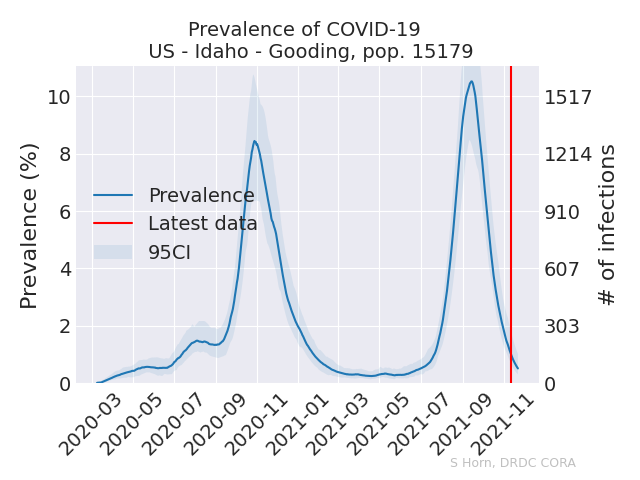 Prevalence of COVID-19
US - Idaho - Gooding, pop. 15179
Prevalence (%)
10
8
6
4
2
0
1517
1214
910
607
303
0
# of infections
Prevalence
Latest data
95CI
2020-03
2020-05
2020-07
2020-09
2020-11
2021-01
2021-03
2021-05
2021-07
2021-09
2021-11
S Horn, DRDC CORA